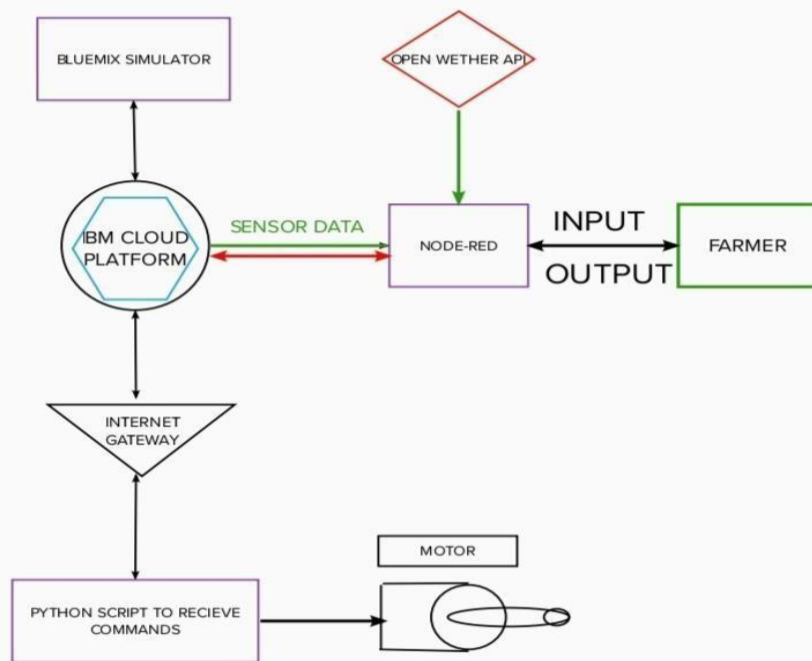 BLUEMIX SIMULATOR
OPEN WETHER API
IBM CLOUD
PLATFORM
SENSOR DATA
NODE-RED
INPUT
OUTPUT
FARMER
INTERNET
GATEWAY
MOTOR
PYTHON SCRIPT TO RECIEVE
COMMANDS